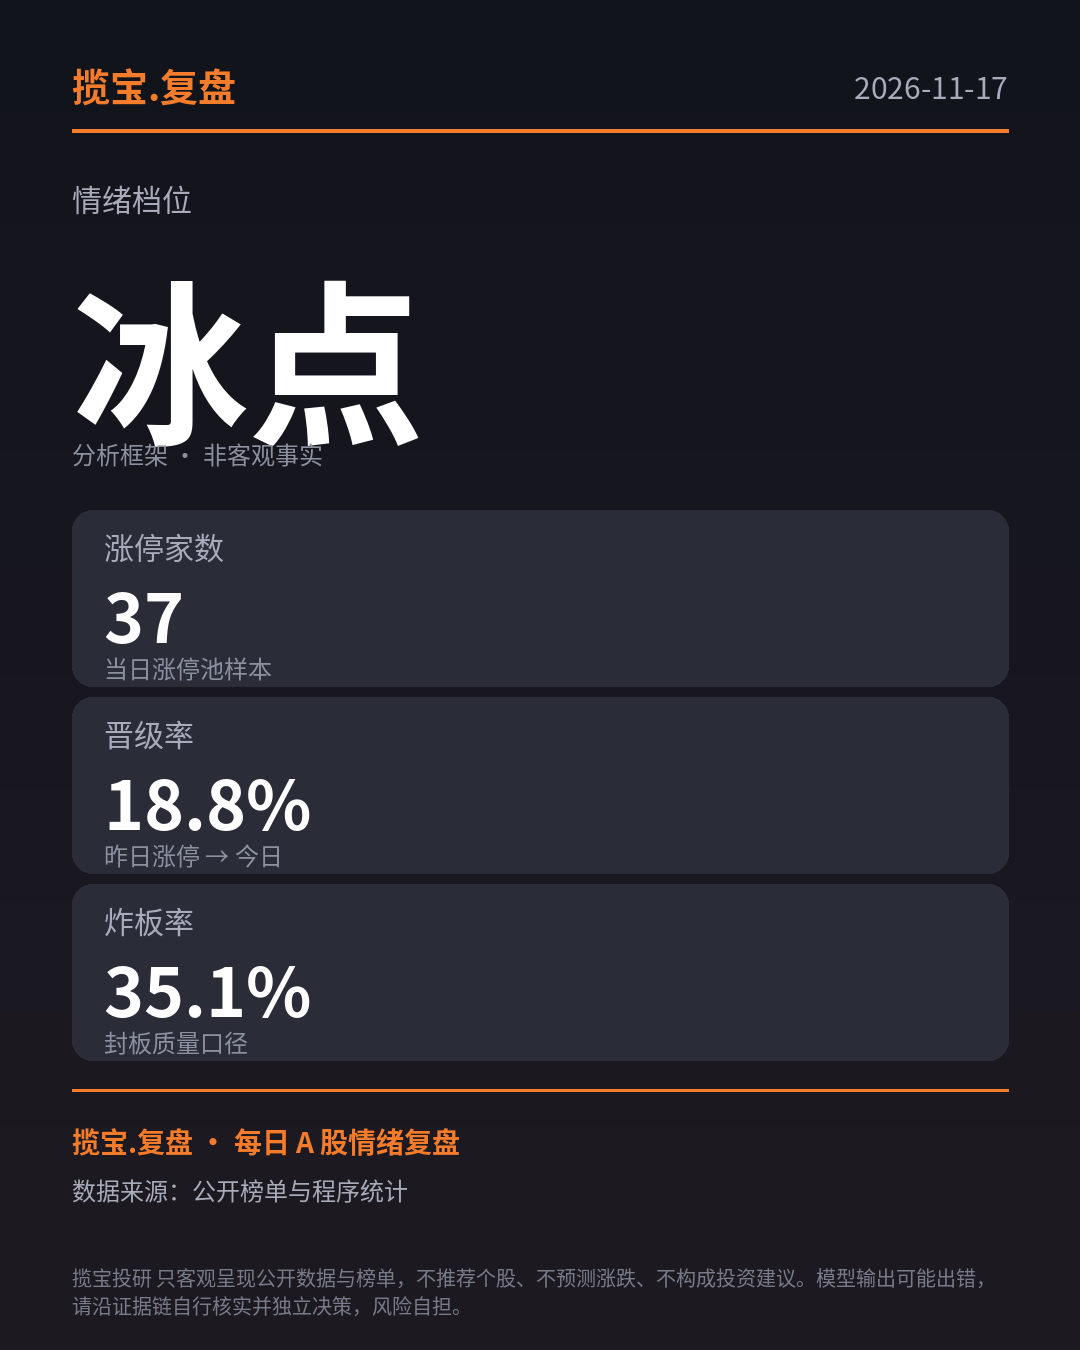 揽宝.复盘
2026-11-17
情绪档位
冰点
分析框架 · 非客观事实
涨停家数
37
当日涨停池样本
晋级率
18.8%
昨日涨停 → 今日
炸板率
35.1%
封板质量口径
揽宝.复盘 · 每日 A 股情绪复盘
数据来源：公开榜单与程序统计
揽宝投研 只客观呈现公开数据与榜单，不推荐个股、不预测涨跌、不构成投资建议。模型输出可能出错，
请沿证据链自行核实并独立决策，风险自担。